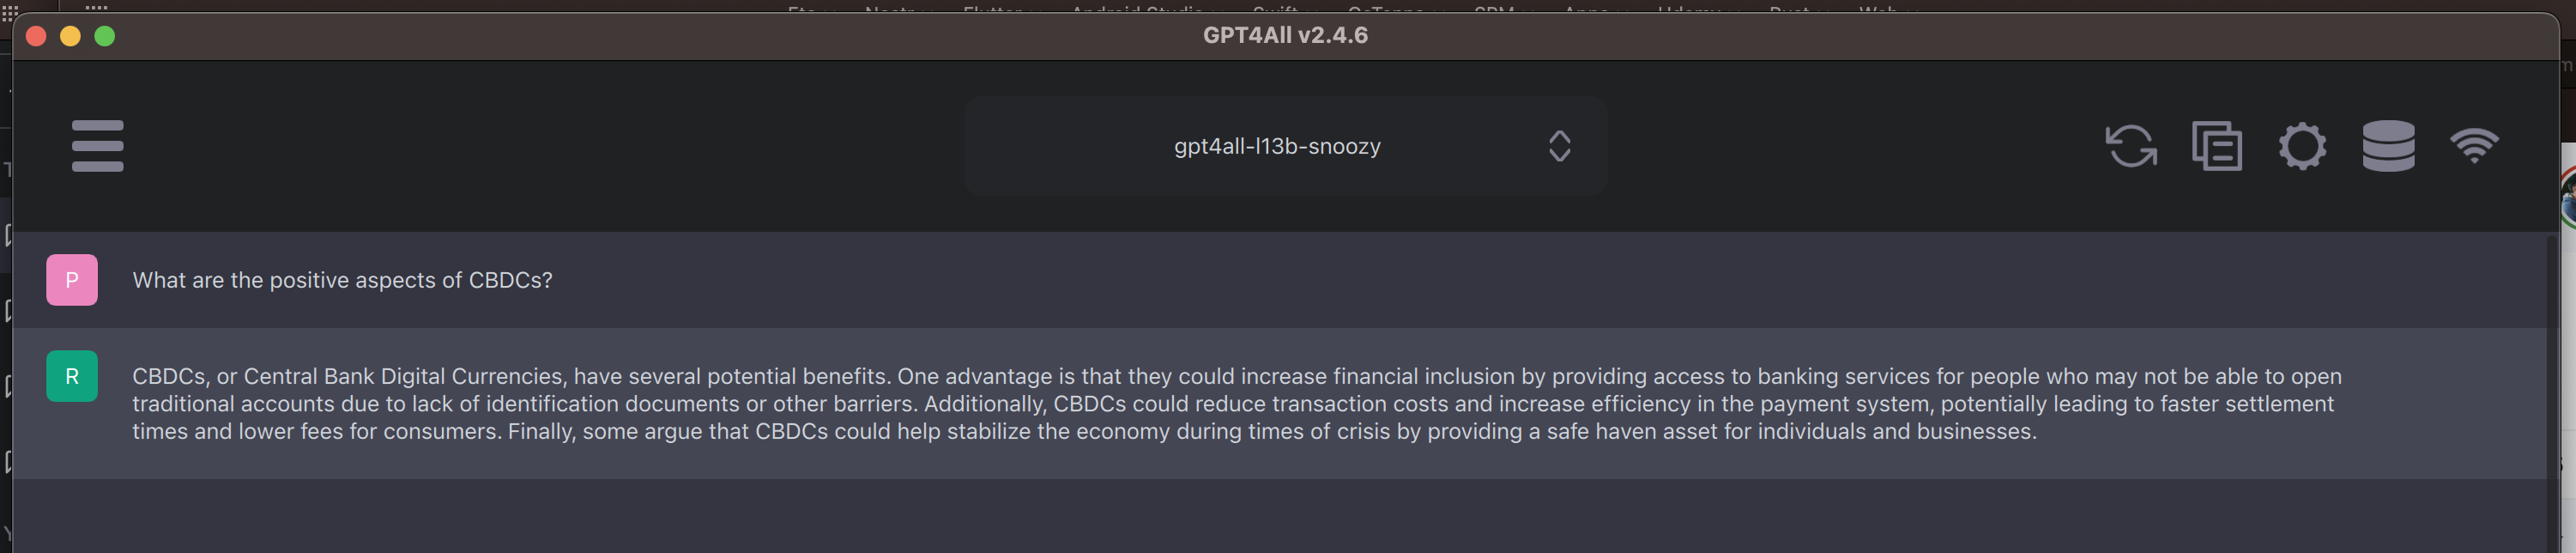 GPT4All v2.4.6
gpt4all-l13b-snoozy
P
What are the positive aspects of CBDCs?
R
CBDCs, or Central Bank Digital Currencies, have several potential benefits. One advantage is that they could increase financial inclusion by providing access to banking services for people who may not be able to open
traditional accounts due to lack of identification documents or other barriers. Additionally, CBDCs could reduce transaction costs and increase efficiency in the payment system, potentially leading to faster settlement
times and lower fees for consumers. Finally, some argue that CBDCs could help stabilize the economy during times of crisis by providing a safe haven asset for individuals and businesses.